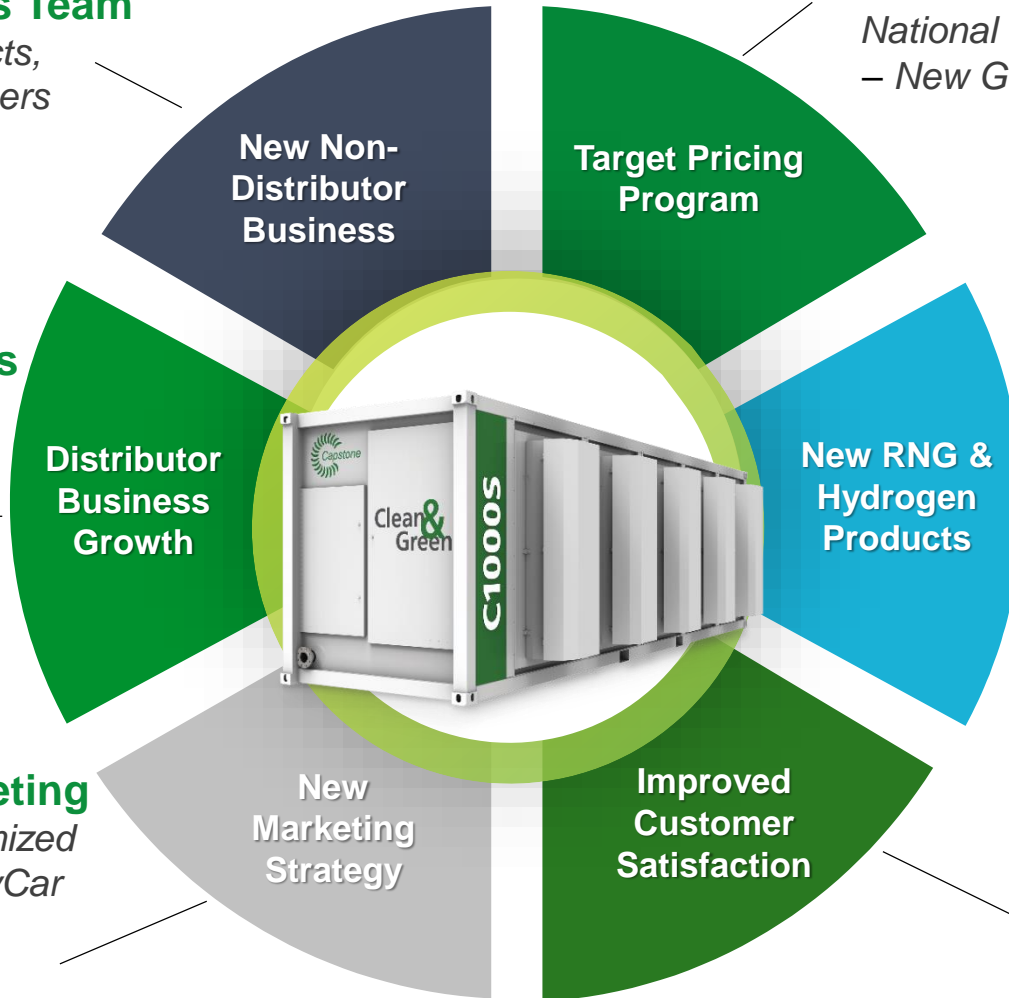 s Team
cts,
ers
National
– New G
New Non-
Distributor
Business
Target Pricing
Program
s
Distributor
Business
Growth
New RNG &
Hydrogen
Products
Capstone
Clean&
Green
C1000S
eting
nized
yCar
New
Marketing
Strategy
Improved
Customer
Satisfaction